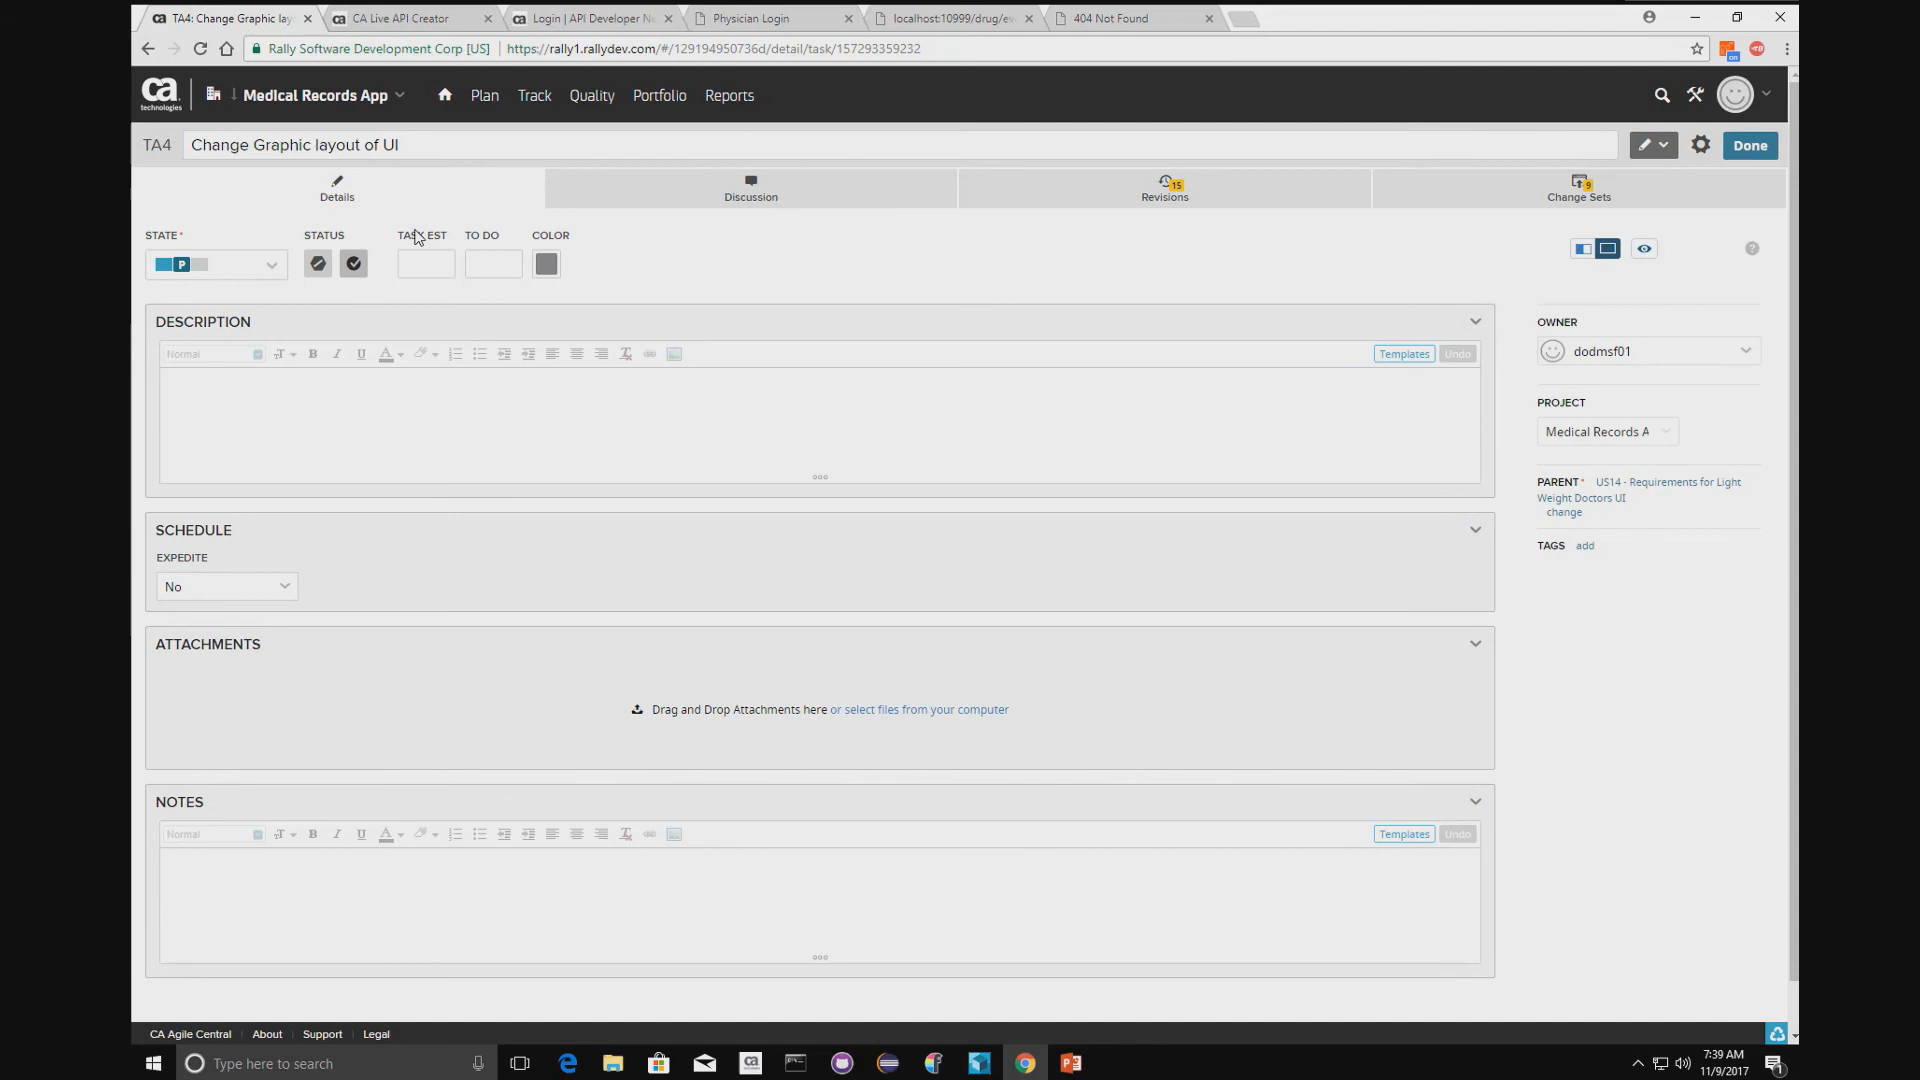 TA4: Change Graphic lay
CA Live API Creator
Login | API Developer Ne
Physician Login
localhost:10999/drug/eve
404 Not Found
Rally Software Development Corp [US]
https://rally1.rallydev.com/#/129194950736d/detail/task/157293359232
ca technologies
Medical Records App
Plan
Track
Quality
Portfolio
Reports
TA4
Change Graphic layout of UI
Done
Details
Discussion
15
Revisions
9
Change Sets
STATE *
STATUS
TASK EST
TO DO
COLOR
P
DESCRIPTION
Normal
Templates
Undo
OWNER
dodmsf01
PROJECT
Medical Records A
PARENT * US14 - Requirements for Light
Weight Doctors UI
change
TAGS add
SCHEDULE
EXPEDITE
No
ATTACHMENTS
Drag and Drop Attachments here or select files from your computer
NOTES
Normal
Templates
Undo
CA Agile Central
About
Support
Legal
Type here to search
7:39 AM
11/9/2017